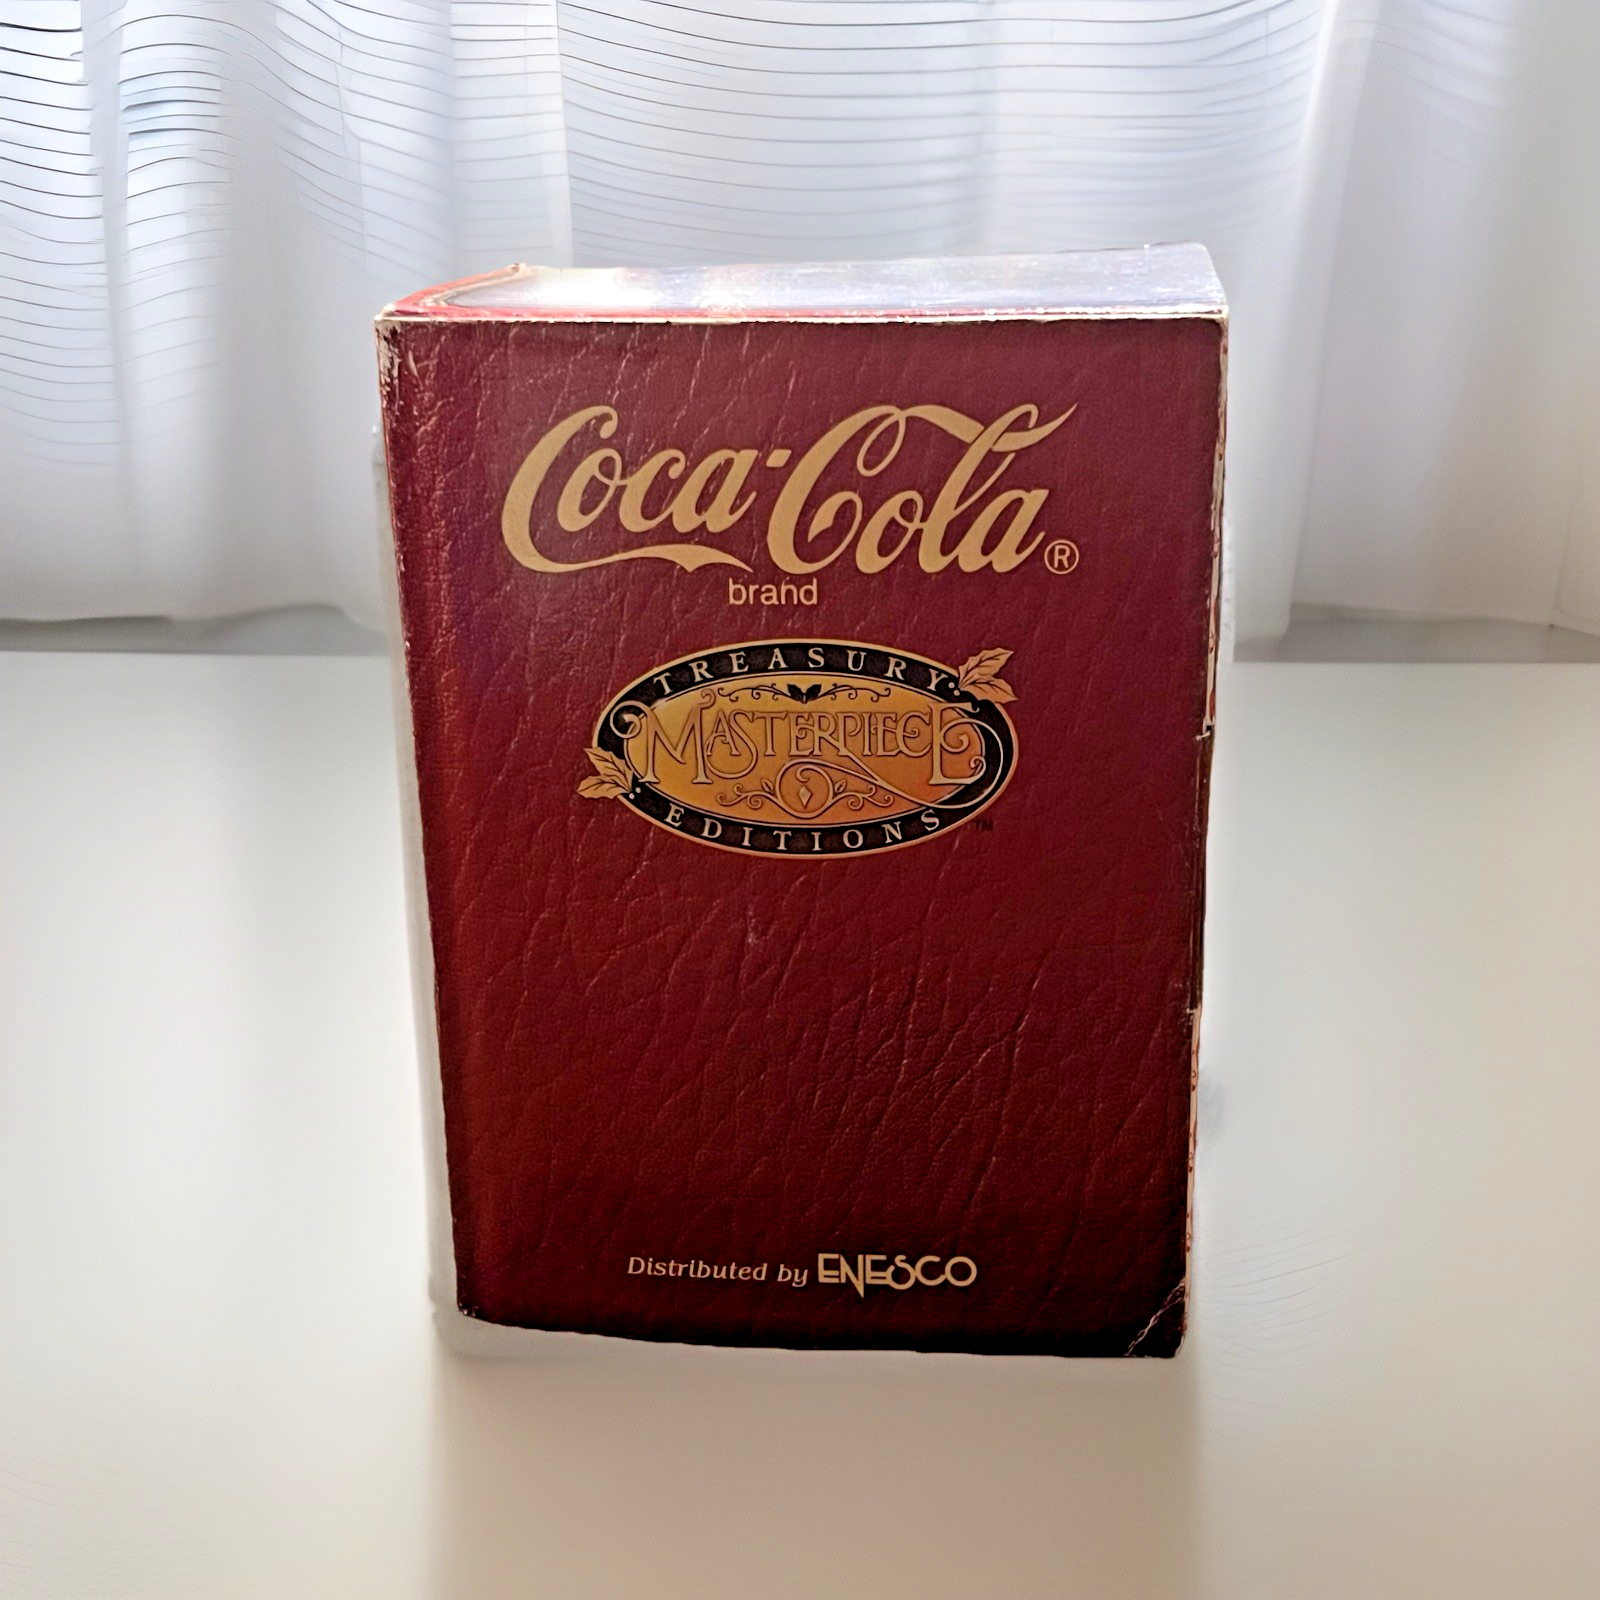 Coca-Cola®
brand
TREASURY
MASTERPIECE
EDITIONS™
Distributed by ENESCO